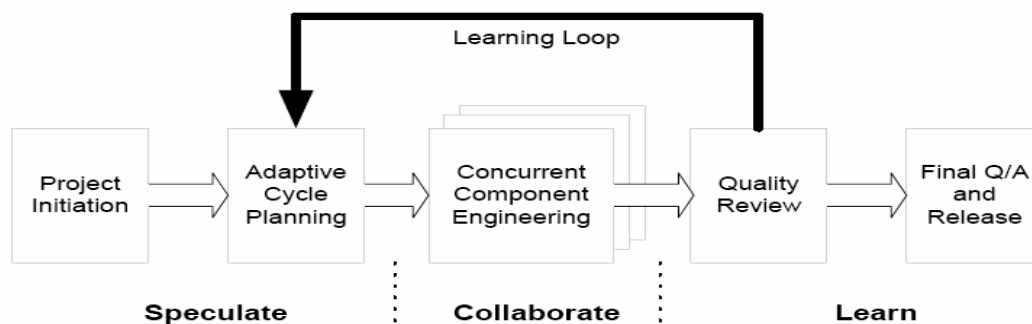 Learning Loop
Project
Initiation
Adaptive
Cycle
Planning
Concurrent
Component
Engineering
Quality
Review
Final Q/A
and
Release
Speculate
Collaborate
Learn